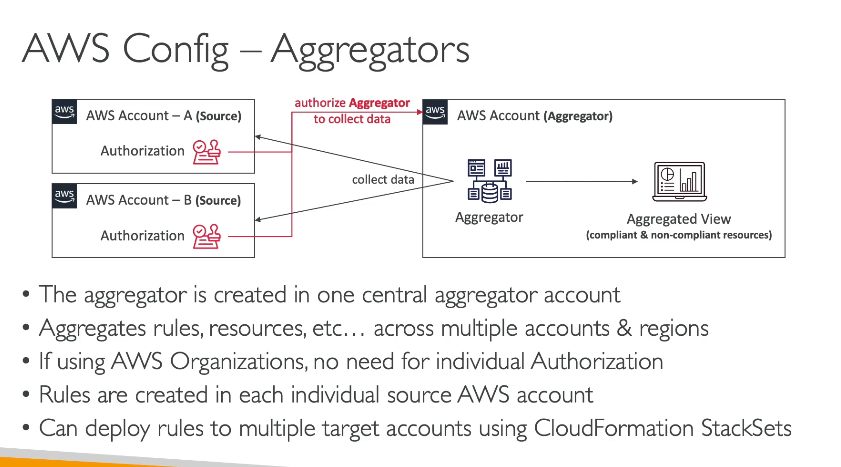 AWS Config – Aggregators
aws
AWS Account – A (Source)
Authorization
aws
AWS Account – B (Source)
Authorization
authorize Aggregator
to collect data
collect data
aws
AWS Account (Aggregator)
Aggregator
Aggregated View
(compliant & non-compliant resources)
• The aggregator is created in one central aggregator account
• Aggregates rules, resources, etc… across multiple accounts & regions
• If using AWS Organizations, no need for individual Authorization
• Rules are created in each individual source AWS account
• Can deploy rules to multiple target accounts using CloudFormation StackSets